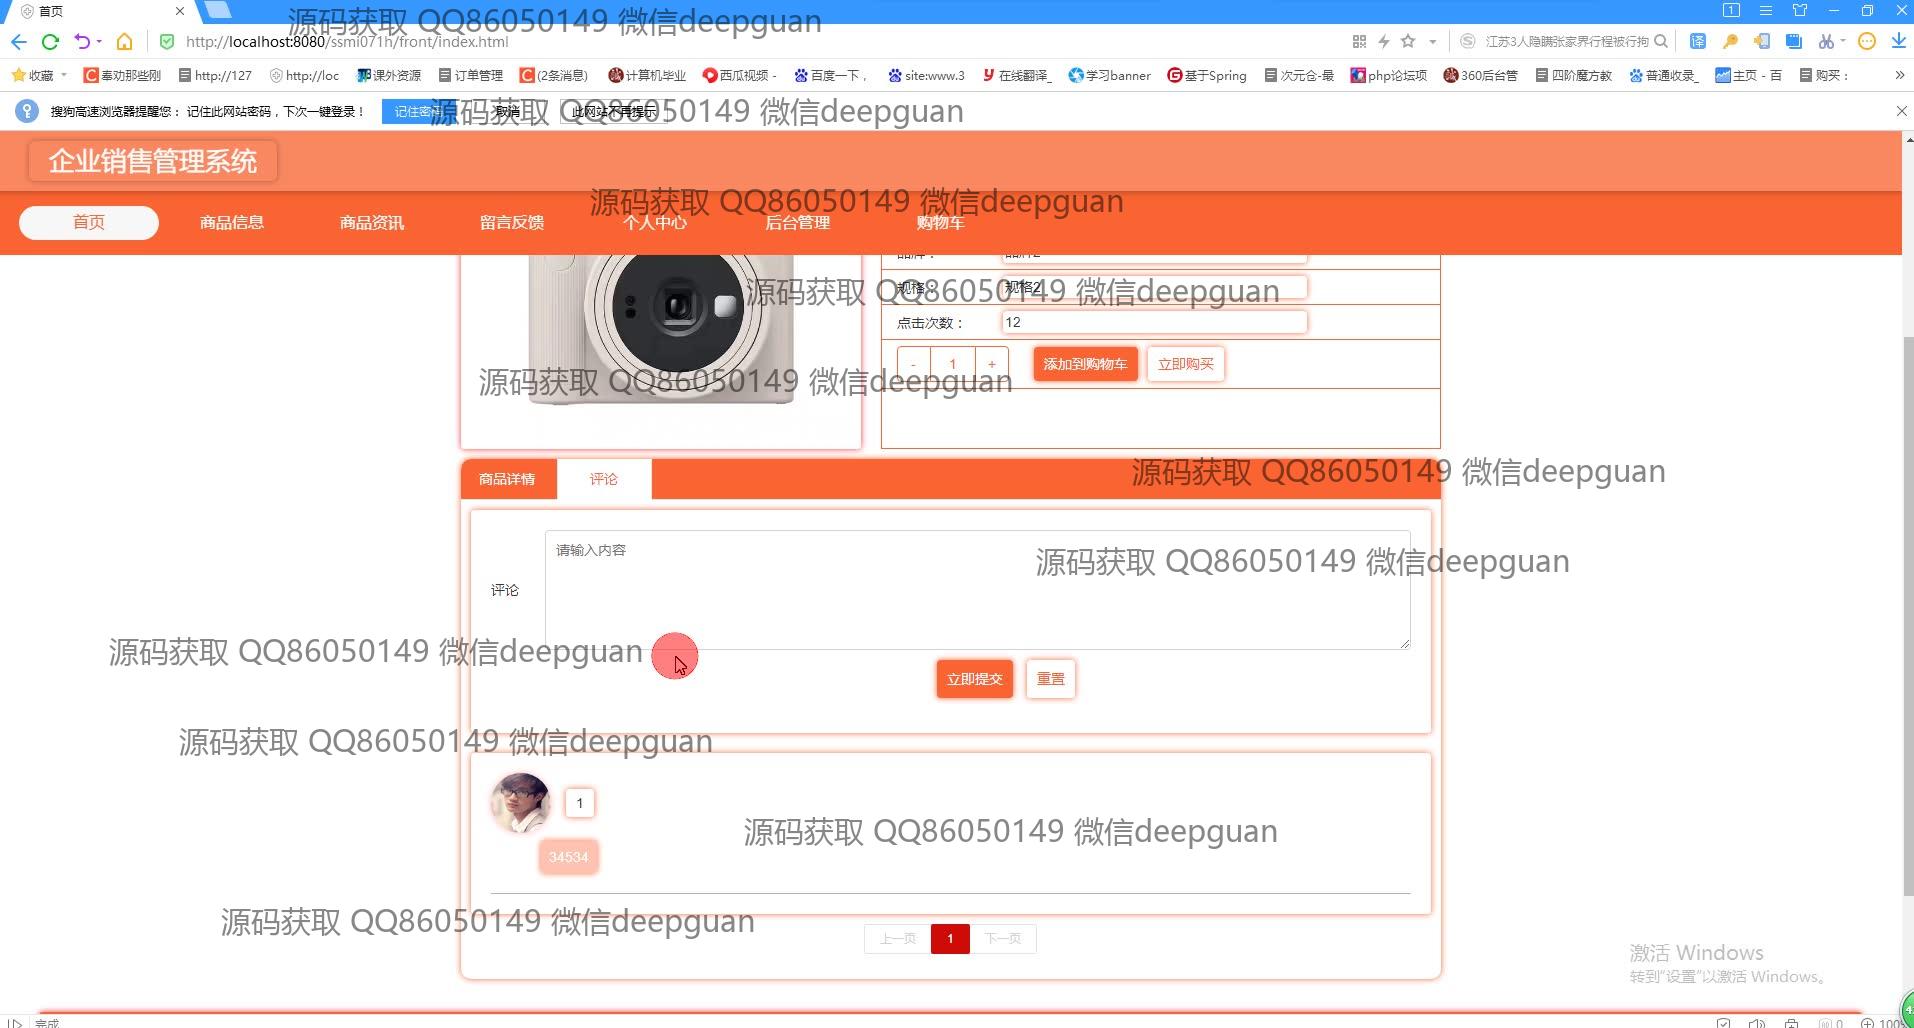 首页
1
http://localhost:8080/ssmi071h/front/index.html
江苏3人隐瞒张家界行程被行拘
译
收藏 奉劝那些刚 http://127 http://loc 课外资源 订单管理 (2条消息) 计算机毕业 西瓜视频 - 百度一下， site:www.3 在线翻译_ 学习banner 基于Spring 次元仓-最 php论坛项 360后台管 四阶魔方教 普通收录_ 主页 - 百 购买： »
搜狗高速浏览器提醒您： 记住此网站密码，下次一键登录！ 记住密码 取消 此网站不再提示
企业销售管理系统
首页 商品信息 商品资讯 留言反馈 个人中心 后台管理 购物车
规格： 规格2
点击次数： 12
- 1 + 添加到购物车 立即购买
商品详情 评论
评论 请输入内容
立即提交 重置
1
34534
上一页 1 下一页
激活 Windows
转到"设置"以激活 Windows。
完成
源码获取 QQ86050149 微信deepguan
源码获取 QQ86050149 微信deepguan
源码获取 QQ86050149 微信deepguan
源码获取 QQ86050149 微信deepguan
源码获取 QQ86050149 微信deepguan
源码获取 QQ86050149 微信deepguan
源码获取 QQ86050149 微信deepguan
源码获取 QQ86050149 微信deepguan
源码获取 QQ86050149 微信deepguan
源码获取 QQ86050149 微信deepguan
源码获取 QQ86050149 微信deepguan